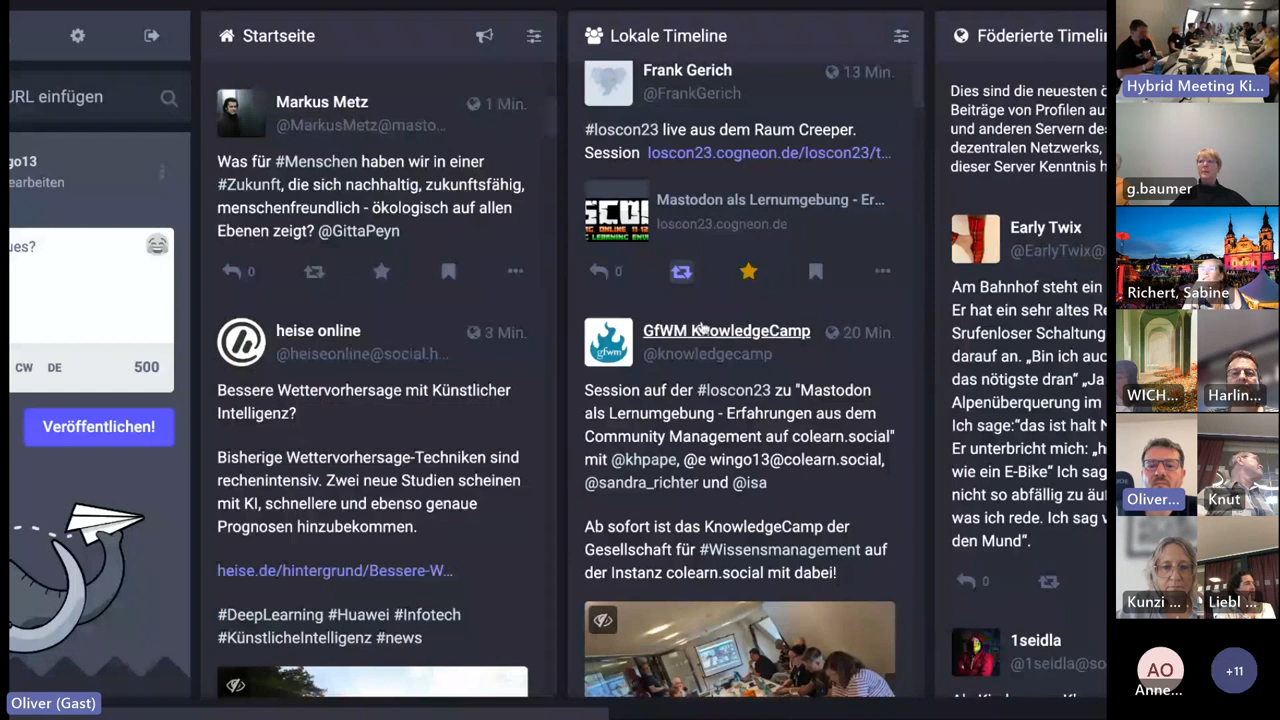 URL einfügen
go13
earbeiten
ues?
CW DE 500
Veröffentlichen!
Oliver (Gast)
Startseite
Markus Metz
1 Min.
@MarkusMetz@masto...
Was für #Menschen haben wir in einer
#Zukunft, die sich nachhaltig, zukunftsfähig,
menschenfreundlich - ökologisch auf allen
Ebenen zeigt? @GittaPeyn
0
heise online
3 Min.
@heiseonline@social.h...
Bessere Wettervorhersage mit Künstlicher
Intelligenz?
Bisherige Wettervorhersage-Techniken sind
rechenintensiv. Zwei neue Studien scheinen
mit KI, schnellere und ebenso genaue
Prognosen hinzubekommen.
heise.de/hintergrund/Bessere-W...
#DeepLearning #Huawei #Infotech
#KünstlicheIntelligenz #news
Lokale Timeline
Frank Gerich
13 Min.
@FrankGerich
#loscon23 live aus dem Raum Creeper.
Session loscon23.cogneon.de/loscon23/t...
Mastodon als Lernumgebung - Er...
loscon23.cogneon.de
0
GfWM KnowledgeCamp
20 Min.
@knowledgecamp
gfwm
Session auf der #loscon23 zu "Mastodon
als Lernumgebung - Erfahrungen aus dem
Community Management auf colearn.social"
mit @khpape, @e wingo13@colearn.social,
@sandra_richter und @isa
Ab sofort ist das KnowledgeCamp der
Gesellschaft für #Wissensmanagement auf
der Instanz colearn.social mit dabei!
Föderierte Timelin
Dies sind die neuesten ö
Beiträge von Profilen au
und anderen Servern des
dezentralen Netzwerks,
dieser Server Kenntnis h
Early Twix
@EarlyTwix@
Am Bahnhof steht ein
Er hat ein sehr altes Re
Srufenloser Schaltung
darauf an. „Bin ich auc
das nötigste dran“ „Ja
Alpenüberquerung im
Ich sage:“das ist halt N
Er unterbricht mich: „h
wie ein E-Bike“ Ich sag
nicht so abfällig zu äuß
was ich rede. Ich sag v
den Mund“.
0
1seidla
@1seidla@so
Hybrid Meeting Ki...
g.baumer
Richert, Sabine
WICH...
Harlin...
Oliver...
Knut
Kunzi ...
Liebl ...
AO
Anne...
+11